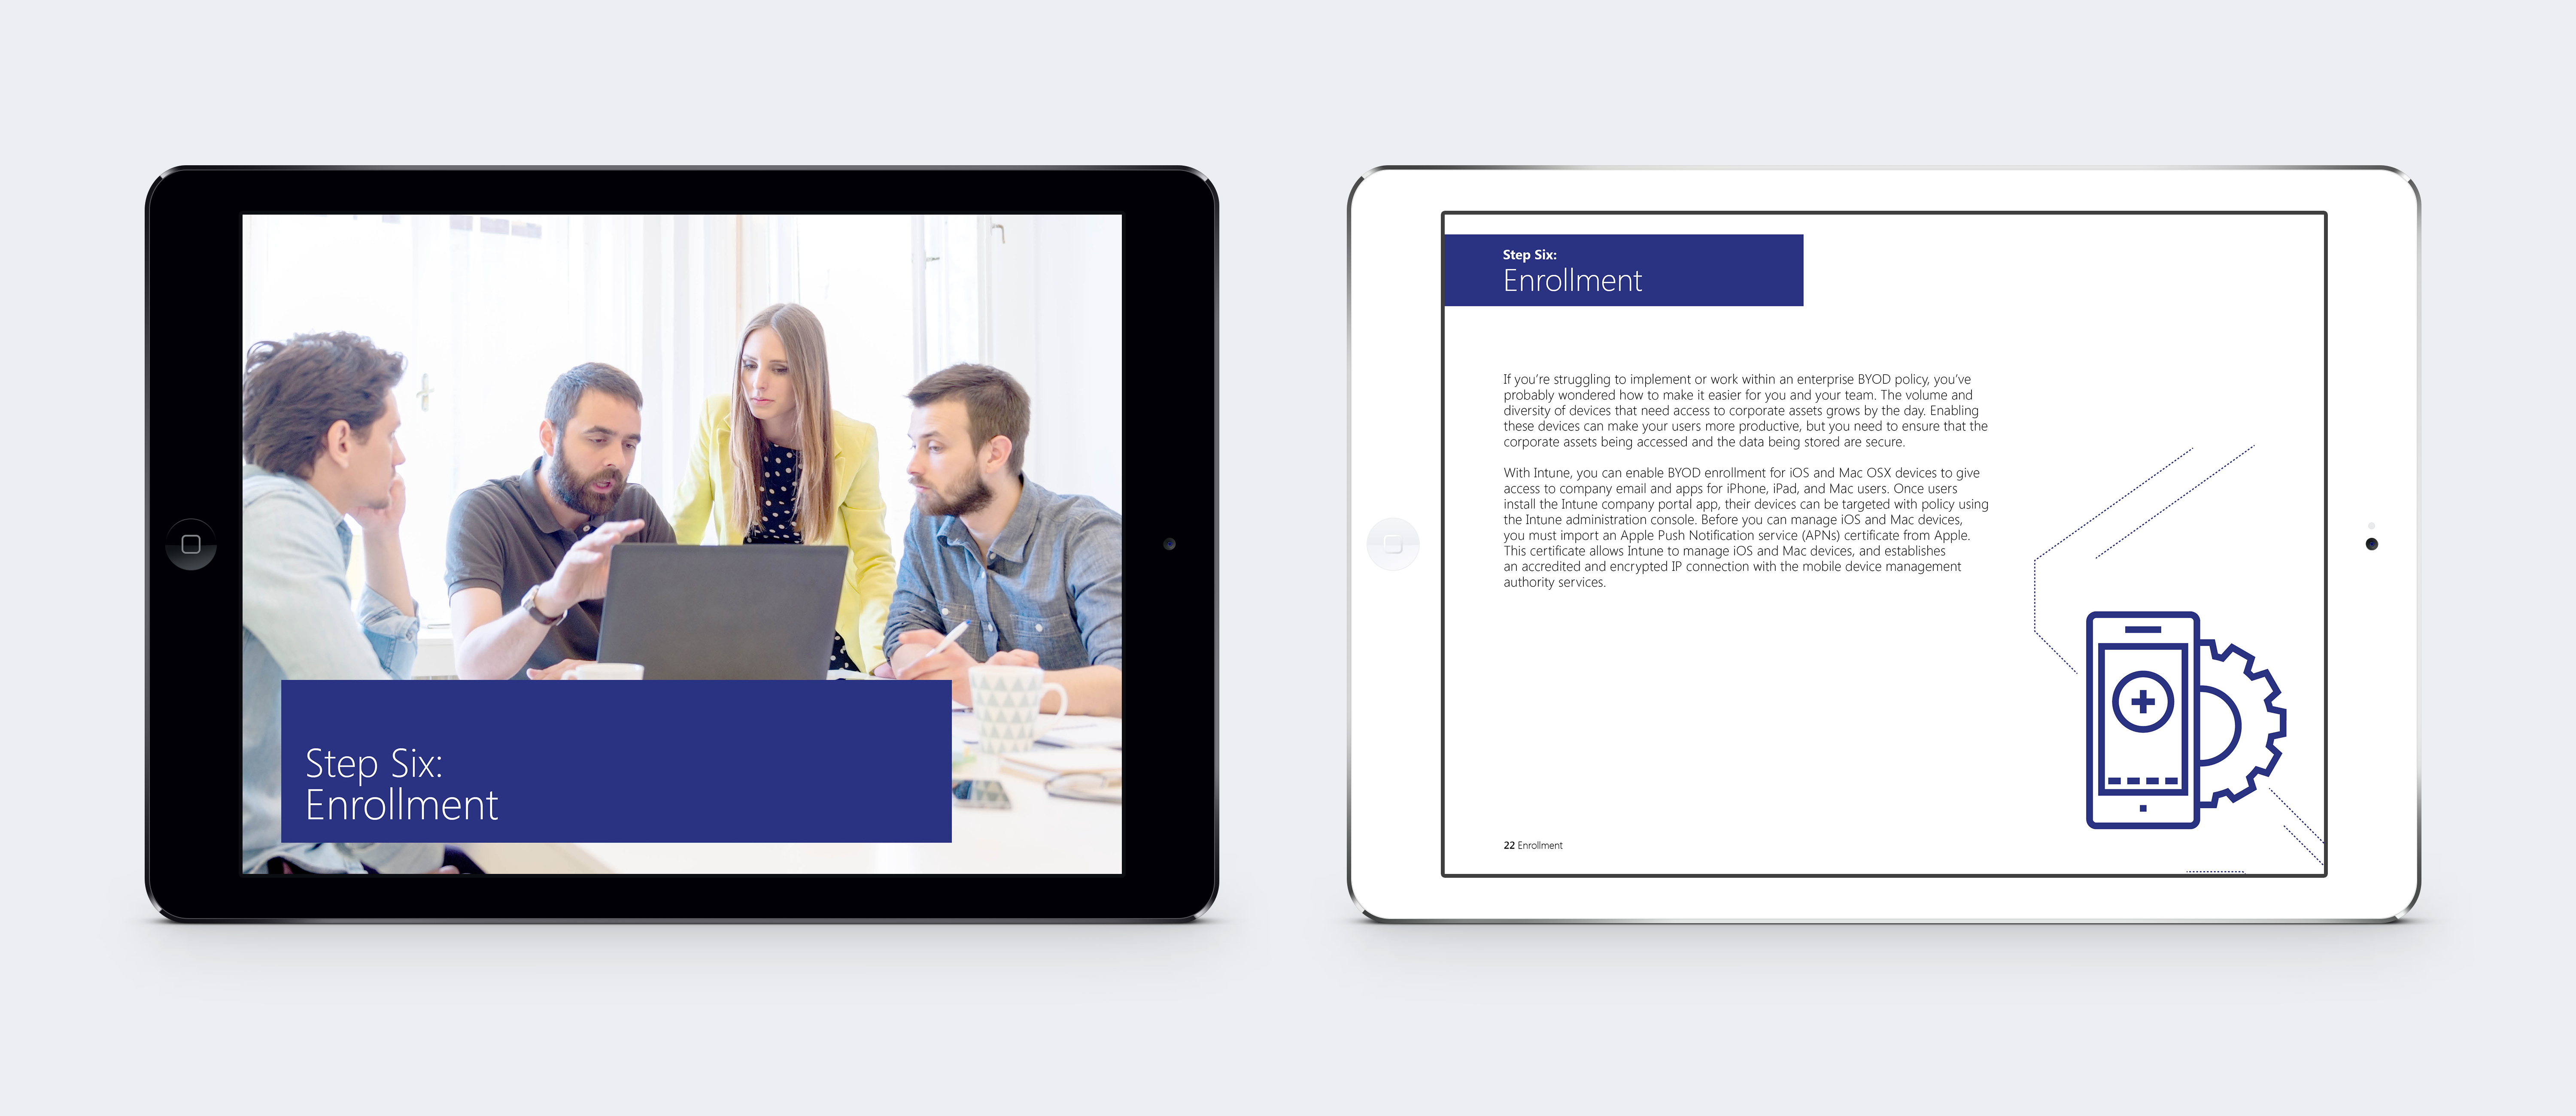 Step Six:
Enrollment
Step Six:
Enrollment
If you're struggling to implement or work within an enterprise BYOD policy, you've
probably wondered how to make it easier for you and your team. The volume and
diversity of devices that need access to corporate assets grows by the day. Enabling
these devices can make your users more productive, but you need to ensure that the
corporate assets being accessed and the data being stored are secure.
With Intune, you can enable BYOD enrollment for iOS and Mac OSX devices to give
access to company email and apps for iPhone, iPad, and Mac users. Once users
install the Intune company portal app, their devices can be targeted with policy using
the Intune administration console. Before you can manage iOS and Mac devices,
you must import an Apple Push Notification service (APNs) certificate from Apple.
This certificate allows Intune to manage iOS and Mac devices, and establishes
an accredited and encrypted IP connection with the mobile device management
authority services.
22 Enrollment